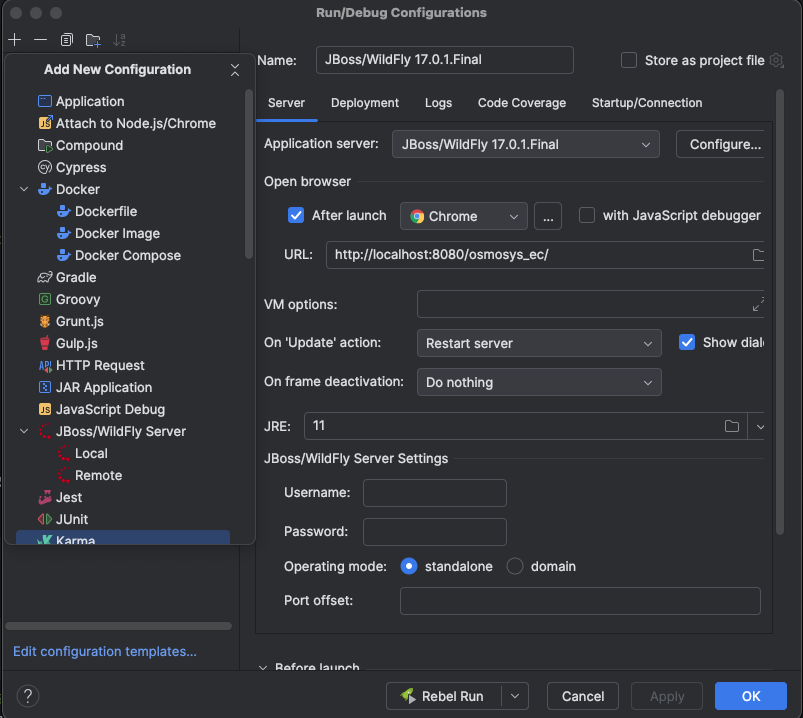 Run/Debug Configurations
Add New Configuration
Application
Attach to Node.js/Chrome
Compound
Cypress
Docker
Dockerfile
Docker Image
Docker Compose
Gradle
Groovy
Grunt.js
Gulp.js
HTTP Request
JAR Application
JavaScript Debug
JBoss/WildFly Server
Local
Remote
Jest
JUnit
Karma
Edit configuration templates...
Name: JBoss/WildFly 17.0.1.Final Store as project file
Server Deployment Logs Code Coverage Startup/Connection
Application server: JBoss/WildFly 17.0.1.Final Configure...
Open browser
After launch Chrome ... with JavaScript debugger
URL: http://localhost:8080/osmosys_ec/
VM options:
On 'Update' action: Restart server Show dial
On frame deactivation: Do nothing
JRE: 11
JBoss/WildFly Server Settings
Username:
Password:
Operating mode: standalone domain
Port offset:
Before launch
? Rebel Run Cancel Apply OK